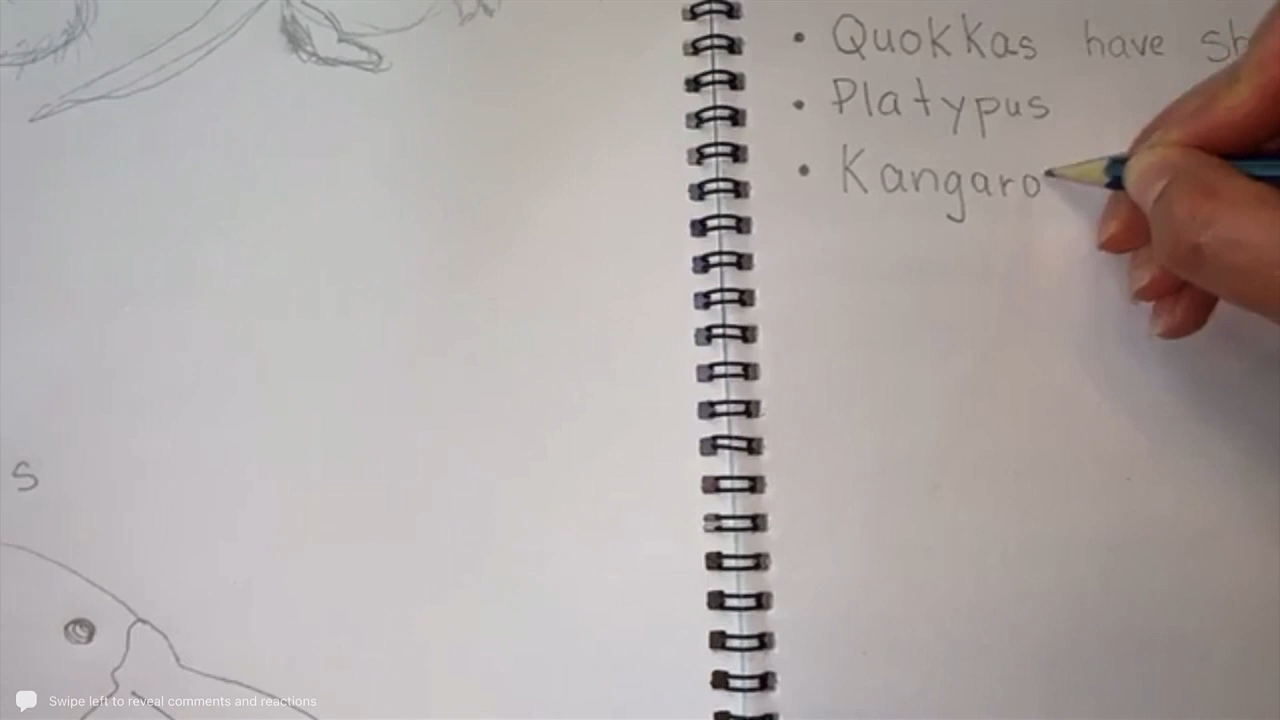 • Quokkas have sh
• Platypus
• Kangaro
s
Swipe left to reveal comments and reactions